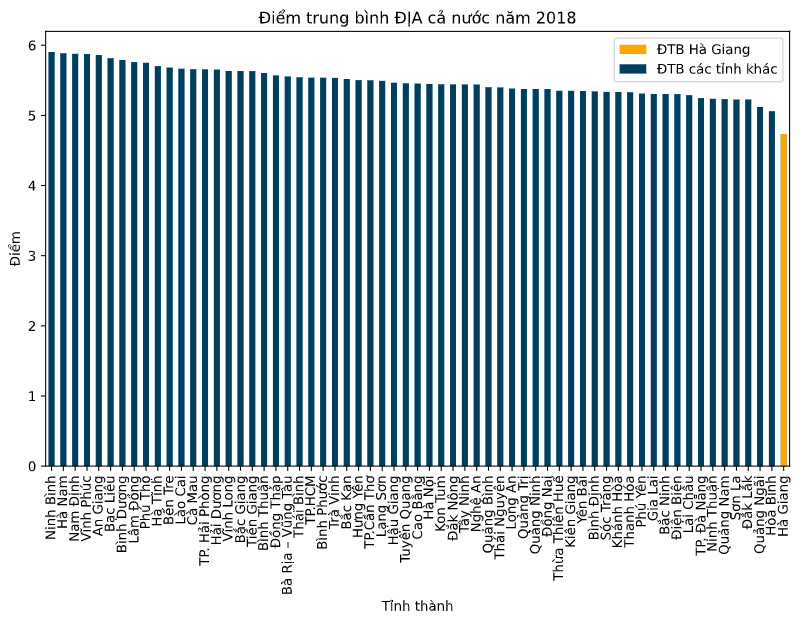 Điểm trung bình ĐỊA cả nước năm 2018
ĐTB Hà Giang
ĐTB các tỉnh khác
Điểm
6
5
4
3
2
1
0
Ninh Bình
Hà Nam
Nam Định
Vĩnh Phúc
An Giang
Bạc Liêu
Bình Dương
Lâm Đồng
Phú Thọ
Hà Tĩnh
Bến Tre
Lào Cai
Cà Mau
TP. Hải Phòng
Hải Dương
Vĩnh Long
Bắc Giang
Tiền Giang
Bình Thuận
Đồng Tháp
Bà Rịa – Vũng Tàu
Thái Bình
TPHCM
Bình Phước
Trà Vinh
Bắc Kạn
Hưng Yên
TP.Cần Thơ
Lạng Sơn
Hậu Giang
Tuyên Quang
Cao Bằng
Hà Nội
Kon Tum
Đăk Nông
Tây Ninh
Nghệ An
Quảng Bình
Thái Nguyên
Long An
Quảng Trị
Quảng Ninh
Đồng Nai
Thừa Thiên Huế
Kiên Giang
Yên Bái
Bình Định
Sóc Trăng
Khánh Hòa
Thanh Hóa
Phú Yên
Gia Lai
Bắc Ninh
Điện Biên
Lai Châu
TP. Đà Nẵng
Ninh Thuận
Quảng Nam
Sơn La
Đắk Lắk
Quảng Ngãi
Hòa Bình
Hà Giang
Tỉnh thành